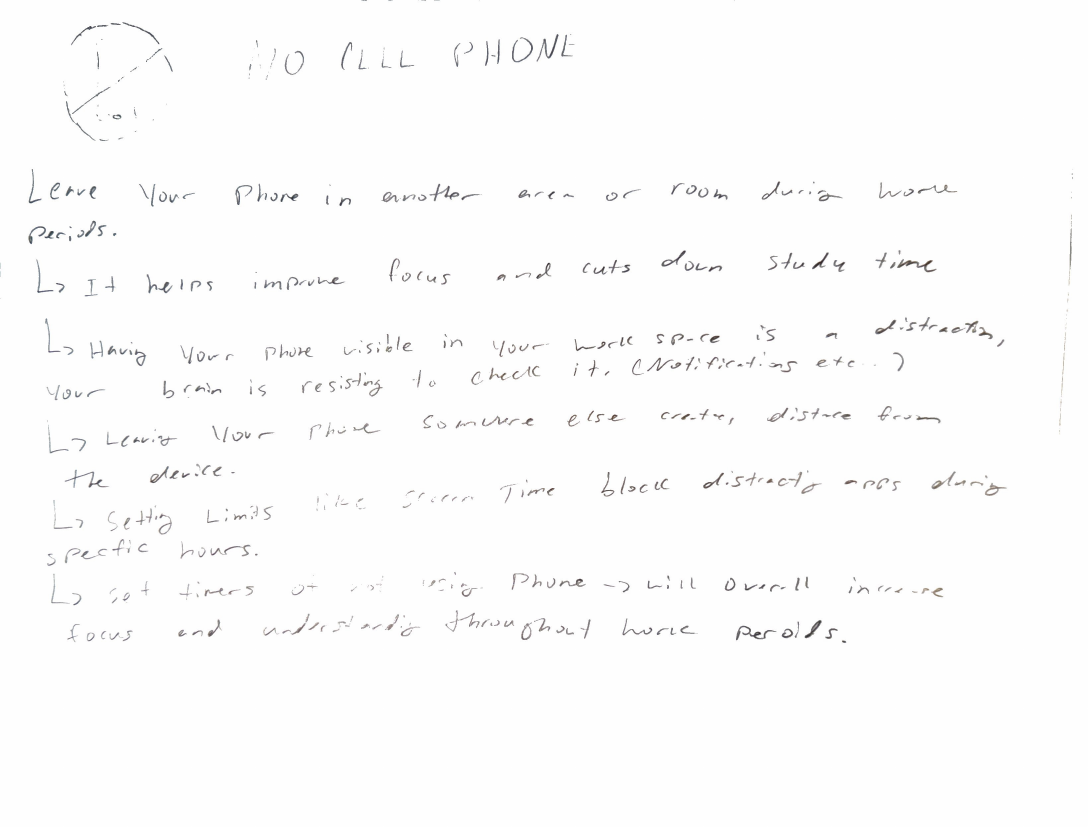 NO CELL PHONE
Leave Your Phone in another area or room during work
periods.
↳ It helps improve focus and cuts down study time
↳ Having Your phone visible in your work space is a distraction,
Your brain is resisting to check it. (Notifications etc..)
↳ Leaving Your phone somewere else creates distance from
the device.
↳ Setting Limits like Screen Time block distracting apps during
specfic hours.
↳ Set timers of not using Phone -> will Overall increase
focus and understanding throughout work peroids.